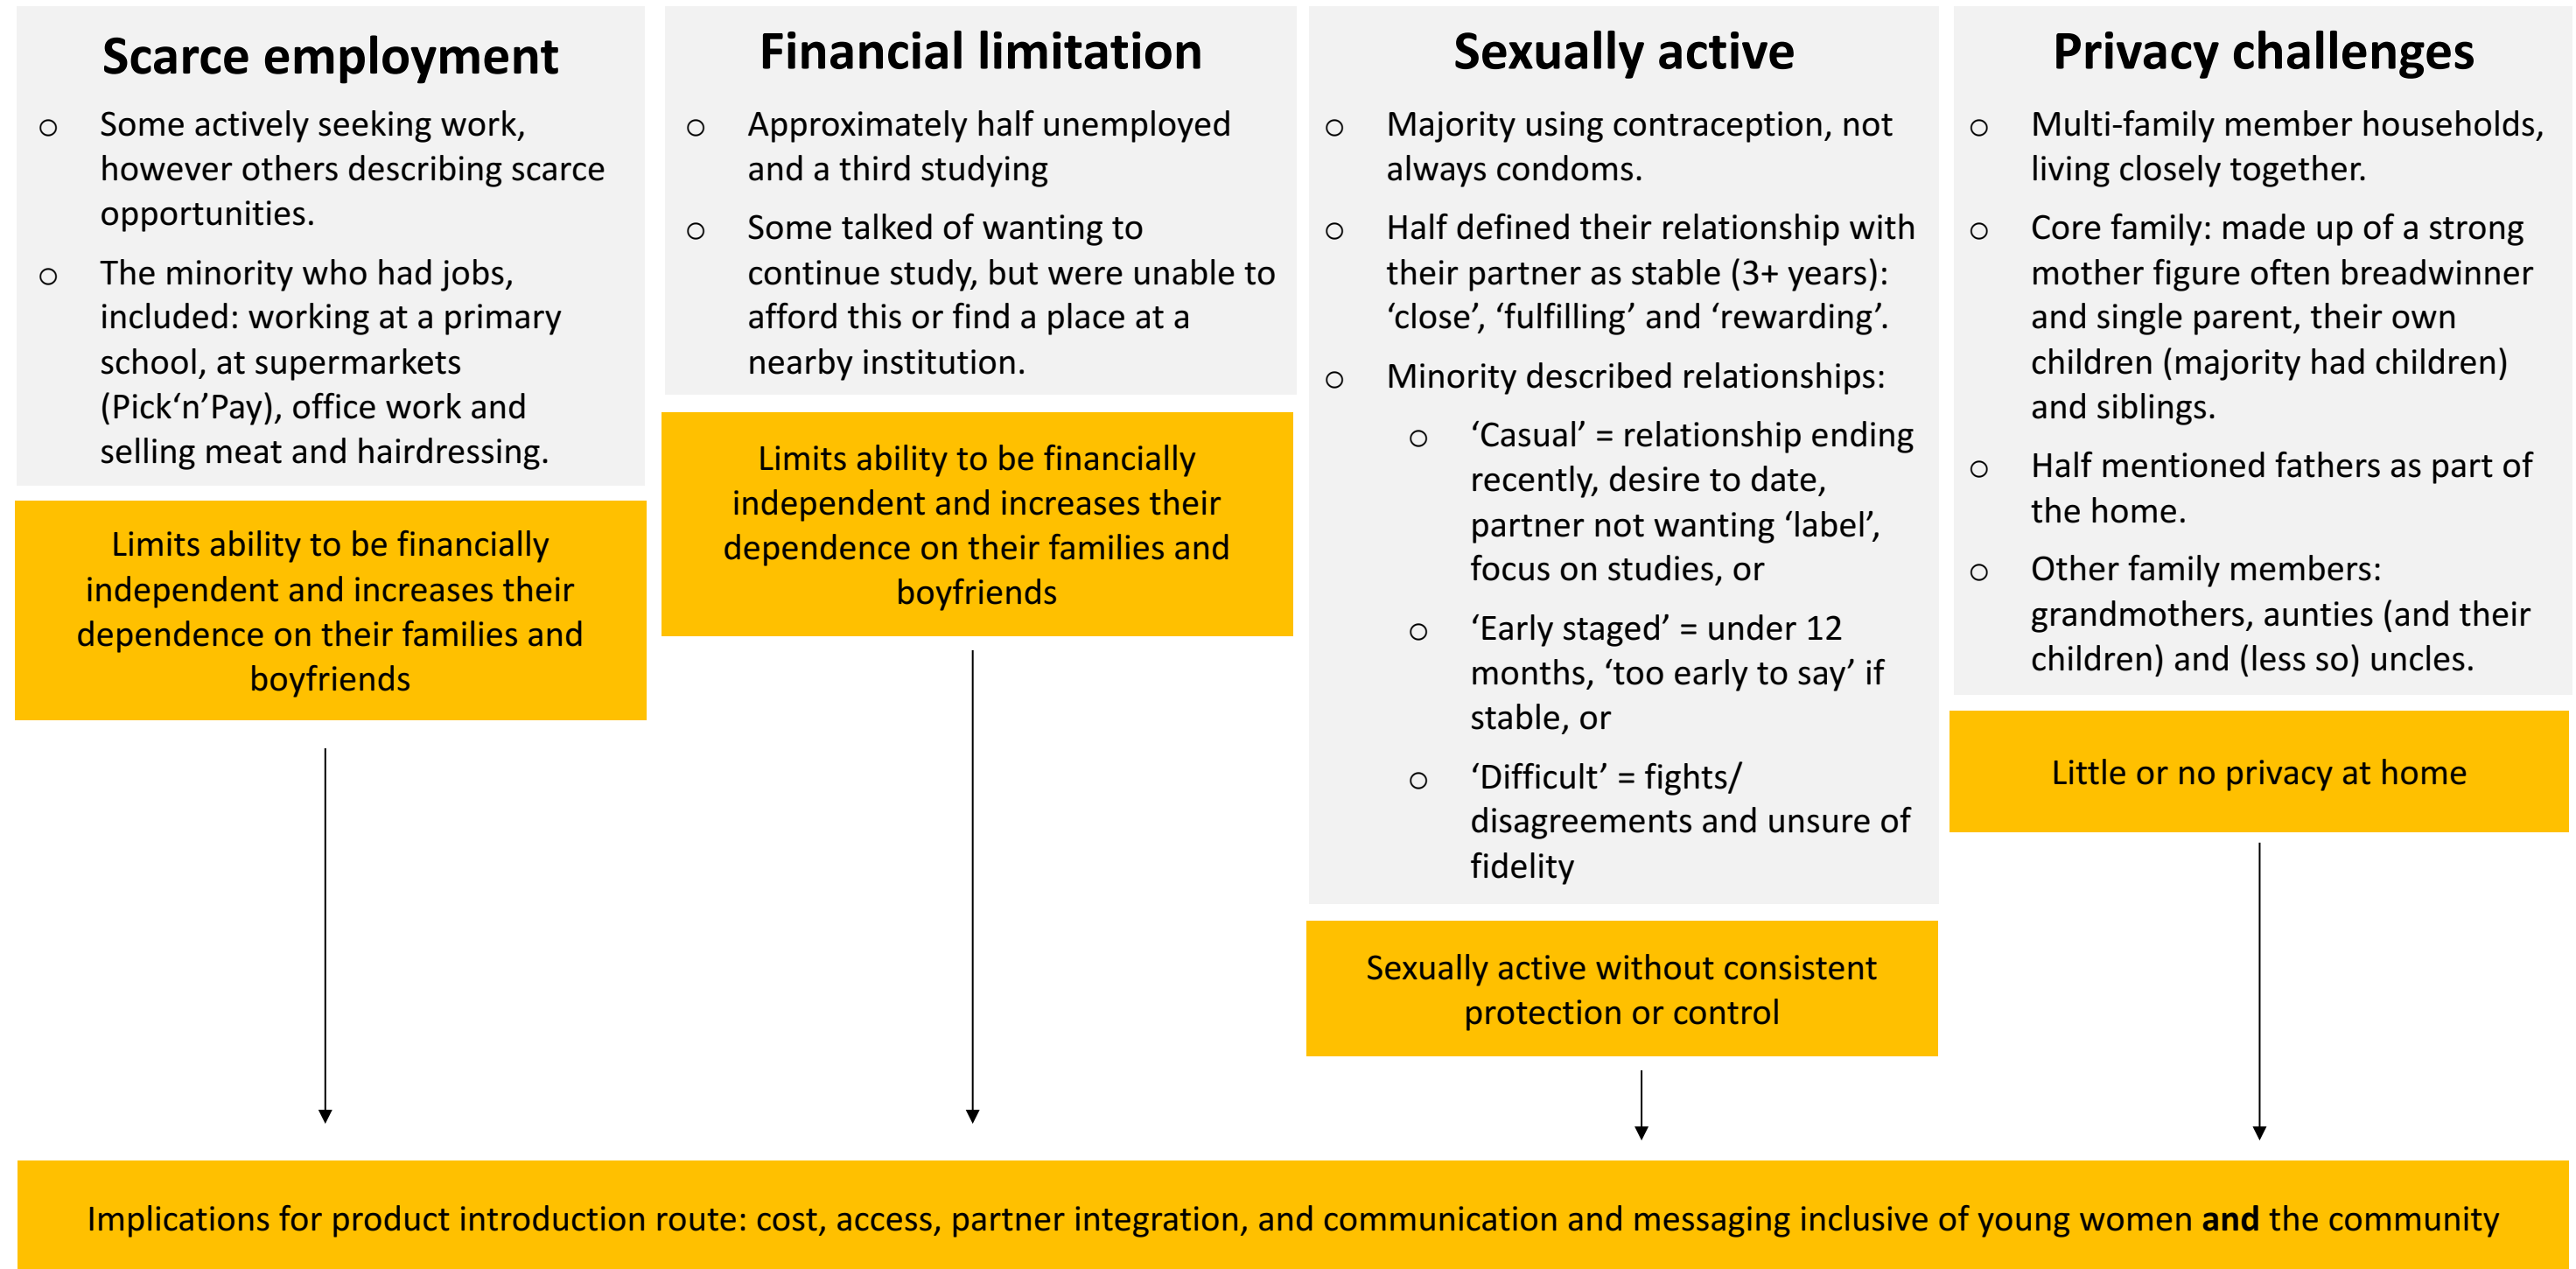 Scarce employment
o Some actively seeking work,
however others describing scarce
opportunities.
o The minority who had jobs,
included: working at a primary
school, at supermarkets
(Pick‘n’Pay), office work and
selling meat and hairdressing.
Limits ability to be financially
independent and increases their
dependence on their families and
boyfriends
Financial limitation
o Approximately half unemployed
and a third studying
o Some talked of wanting to
continue study, but were unable to
afford this or find a place at a
nearby institution.
Limits ability to be financially
independent and increases their
dependence on their families and
boyfriends
Sexually active
o Majority using contraception, not
always condoms.
o Half defined their relationship with
their partner as stable (3+ years):
‘close’, ‘fulfilling’ and ‘rewarding’.
o Minority described relationships:
o ‘Casual’ = relationship ending
recently, desire to date,
partner not wanting ‘label’,
focus on studies, or
o ‘Early staged’ = under 12
months, ‘too early to say’ if
stable, or
o ‘Difficult’ = fights/
disagreements and unsure of
fidelity
Sexually active without consistent
protection or control
Privacy challenges
o Multi-family member households,
living closely together.
o Core family: made up of a strong
mother figure often breadwinner
and single parent, their own
children (majority had children)
and siblings.
o Half mentioned fathers as part of
the home.
o Other family members:
grandmothers, aunties (and their
children) and (less so) uncles.
Little or no privacy at home
Implications for product introduction route: cost, access, partner integration, and communication and messaging inclusive of young women and the community